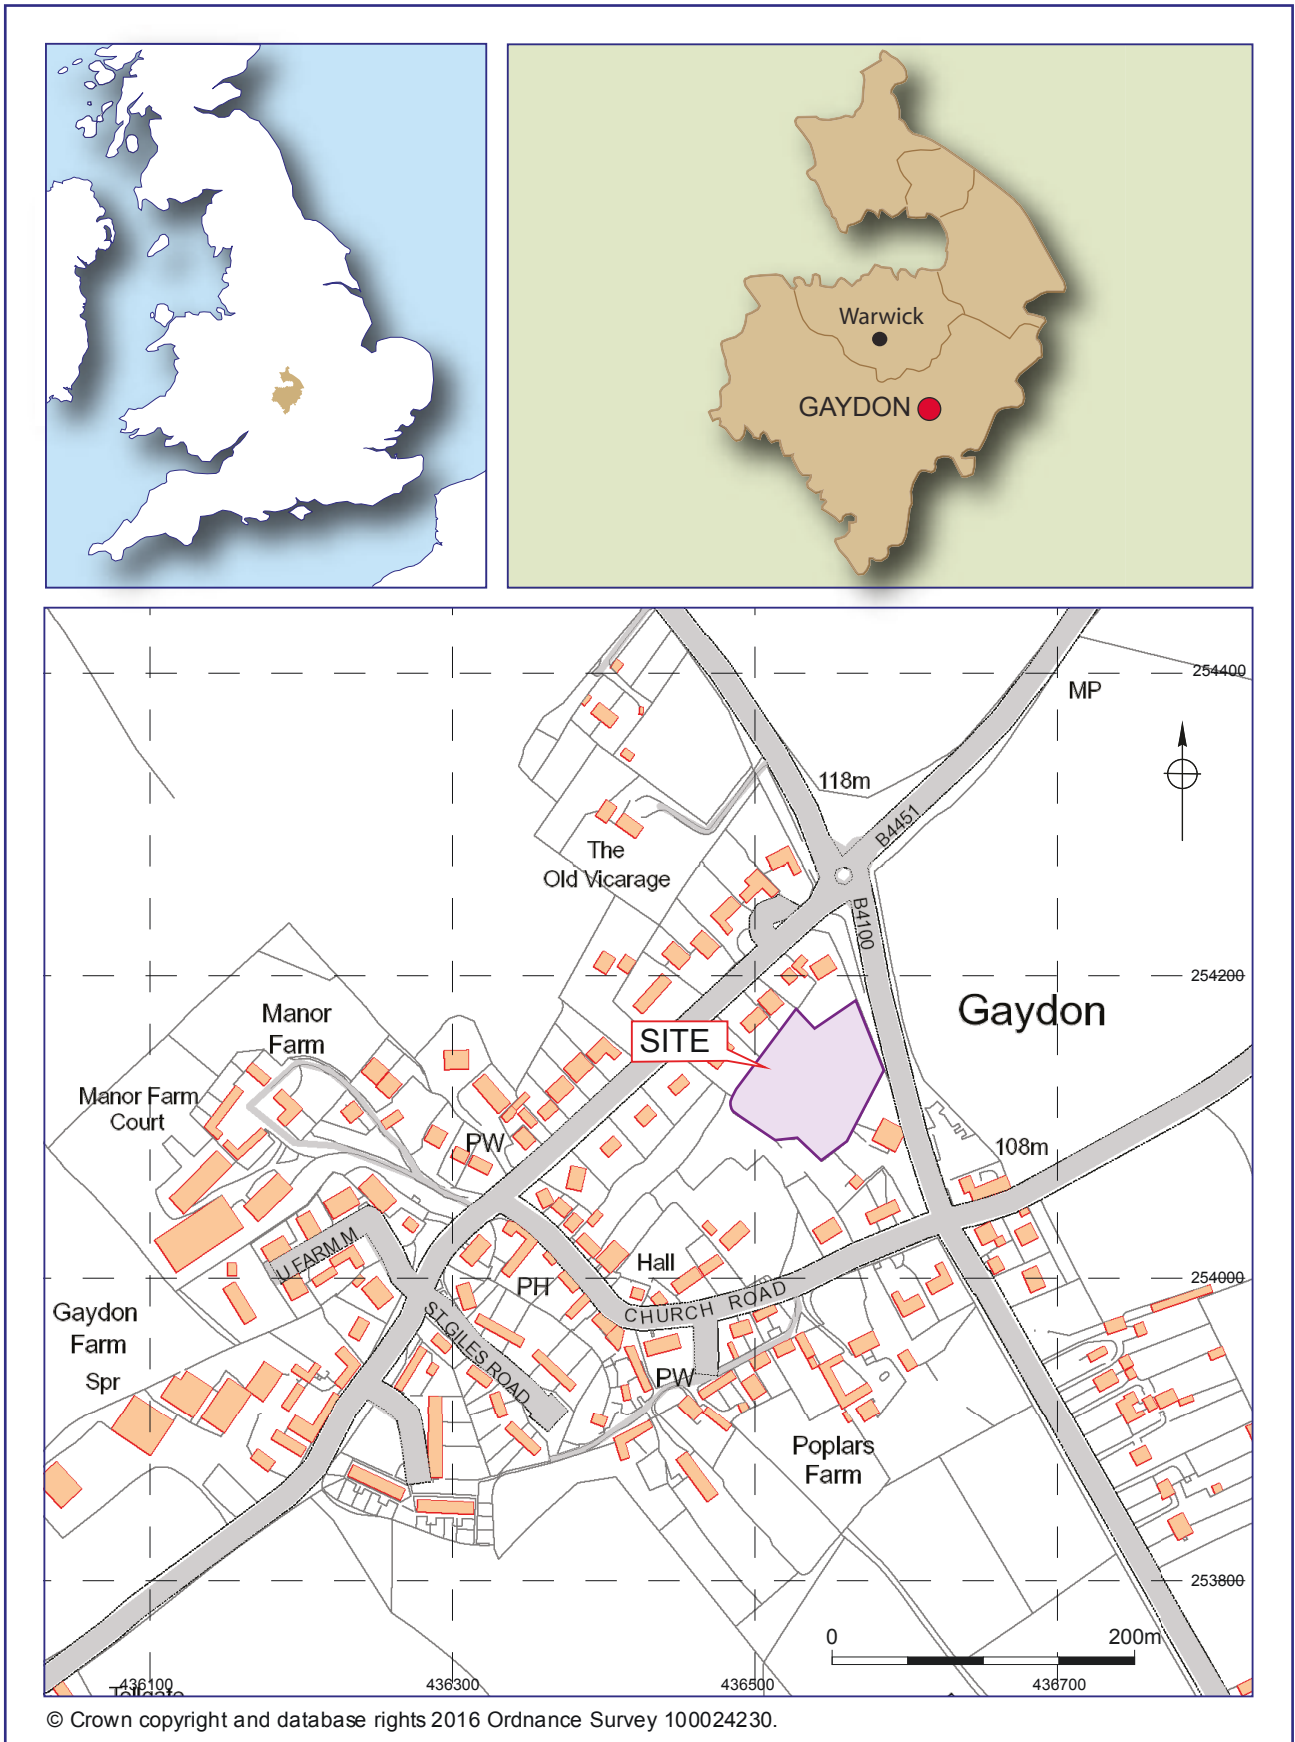 Warwick
GAYDON
254400
MP
118m
B4451
The
Old Vicarage
B4100
254200
Manor
Farm
Gaydon
SITE
Manor Farm
Court
PW
108m
U FARM M
Hall
PH
254000
CHURCH ROAD
Gaydon
Farm
ST GILES ROAD
Spr
PW
Poplars
Farm
253800
0
200m
436100
436300
436500
436700
Tollgate
© Crown copyright and database rights 2016 Ordnance Survey 100024230.